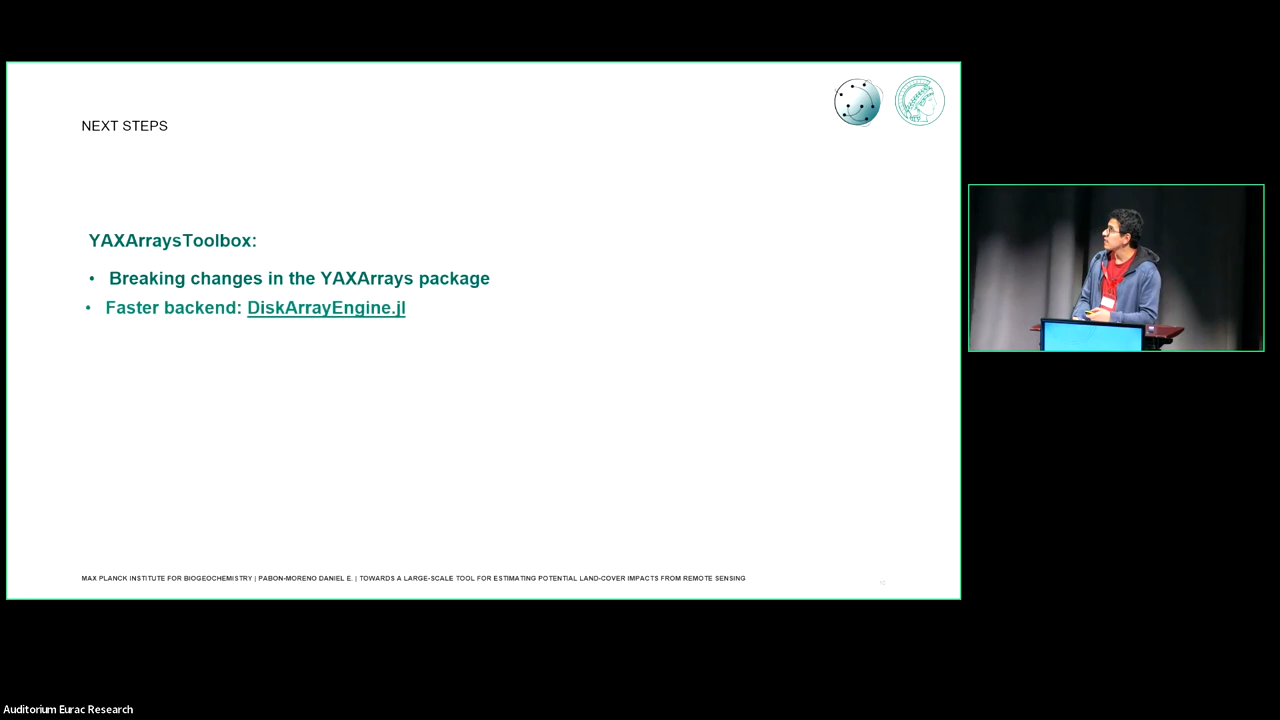 NEXT STEPS
YAXArraysToolbox:
• Breaking changes in the YAXArrays package
• Faster backend: DiskArrayEngine.jl
MAX PLANCK INSTITUTE FOR BIOGEOCHEMISTRY | PABON-MORENO DANIEL E. | TOWARDS A LARGE-SCALE TOOL FOR ESTIMATING POTENTIAL LAND-COVER IMPACTS FROM REMOTE SENSING
Auditorium Eurac Research